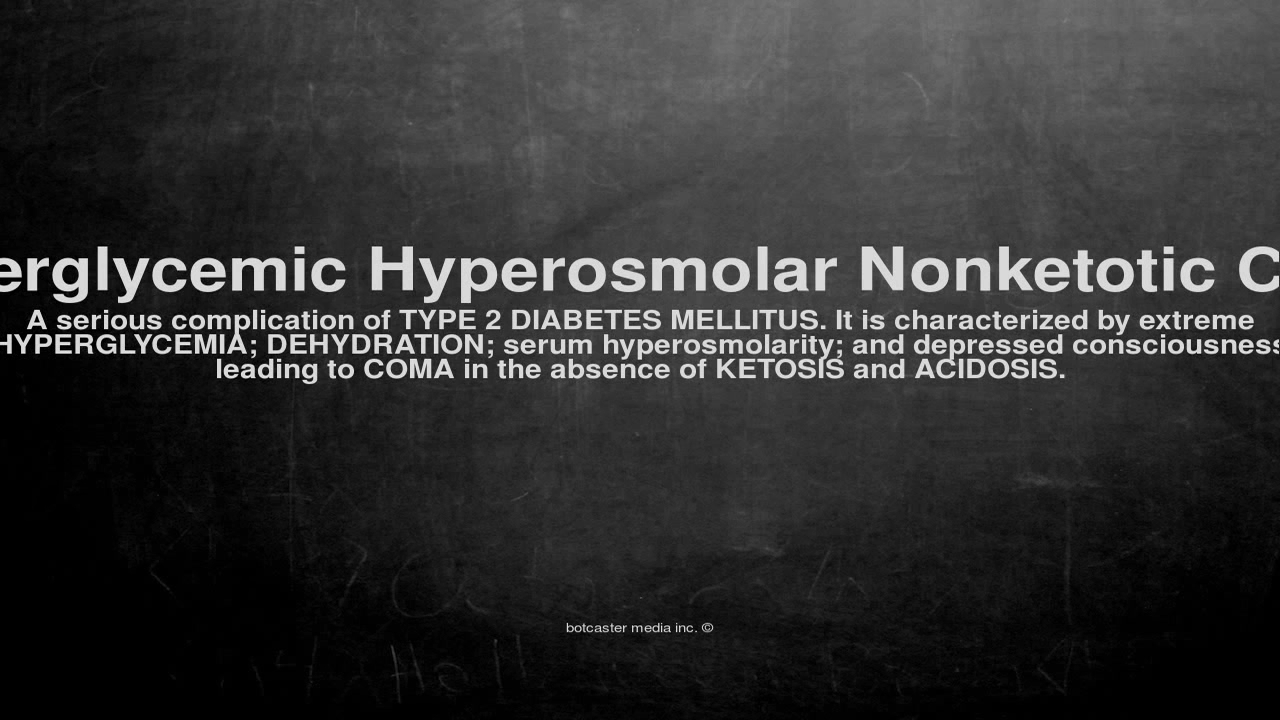 erglycemic Hyperosmolar Nonketotic C
A serious complication of TYPE 2 DIABETES MELLITUS. It is characterized by extreme
HYPERGLYCEMIA; DEHYDRATION; serum hyperosmolarity; and depressed consciousness
leading to COMA in the absence of KETOSIS and ACIDOSIS.
botcaster media inc. ©